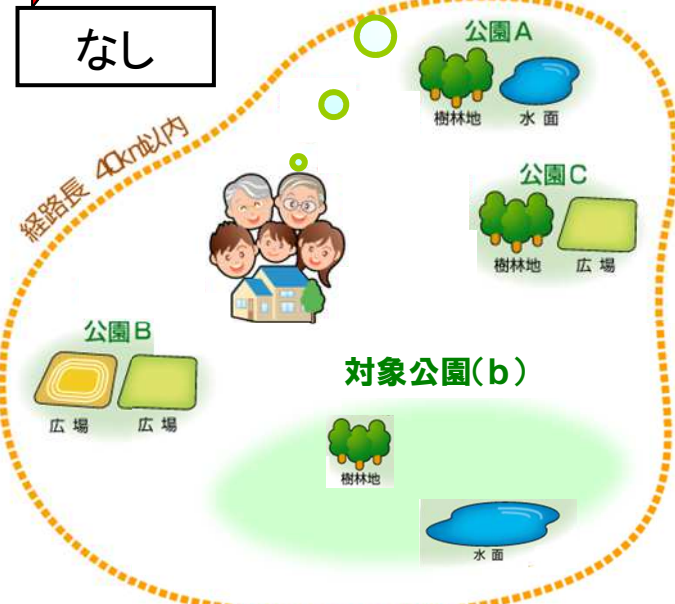 なし
公園A
樹林地 水面
経路長 40km以内
公園C
樹林地 広場
公園B
広場 広場
対象公園(b)
樹林地
水面